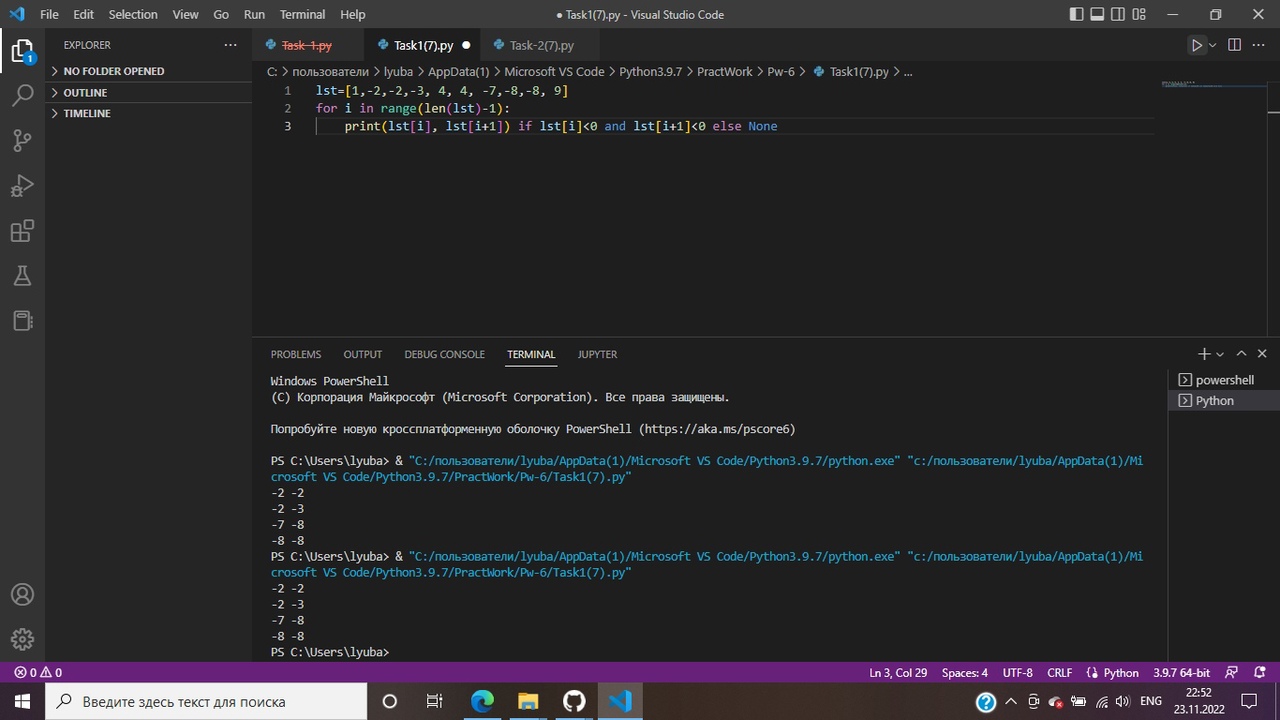 File Edit Selection View Go Run Terminal Help
● Task1(7).py - Visual Studio Code
EXPLORER
Task-1.py
Task1(7).py ●
Task-2(7).py
1
NO FOLDER OPENED
OUTLINE
TIMELINE
C: > пользователи > lyuba > AppData(1) > Microsoft VS Code > Python3.9.7 > PractWork > Pw-6 > Task1(7).py > ...
1 lst=[1,-2,-2,-3, 4, 4, -7,-8,-8, 9]
2 for i in range(len(lst)-1):
3 print(lst[i], lst[i+1]) if lst[i]<0 and lst[i+1]<0 else None
PROBLEMS OUTPUT DEBUG CONSOLE TERMINAL JUPYTER
powershell
Python
Windows PowerShell
(C) Корпорация Майкрософт (Microsoft Corporation). Все права защищены.
Попробуйте новую кроссплатформенную оболочку PowerShell (https://aka.ms/pscore6)
PS C:\Users\lyuba> & "C:/пользователи/lyuba/AppData(1)/Microsoft VS Code/Python3.9.7/python.exe" "c:/пользователи/lyuba/AppData(1)/Mi
crosoft VS Code/Python3.9.7/PractWork/Pw-6/Task1(7).py"
-2 -2
-2 -3
-7 -8
-8 -8
PS C:\Users\lyuba> & "C:/пользователи/lyuba/AppData(1)/Microsoft VS Code/Python3.9.7/python.exe" "c:/пользователи/lyuba/AppData(1)/Mi
crosoft VS Code/Python3.9.7/PractWork/Pw-6/Task1(7).py"
-2 -2
-2 -3
-7 -8
-8 -8
PS C:\Users\lyuba>
0 0
Ln 3, Col 29 Spaces: 4 UTF-8 CRLF Python 3.9.7 64-bit
Введите здесь текст для поиска
ENG
22:52
23.11.2022